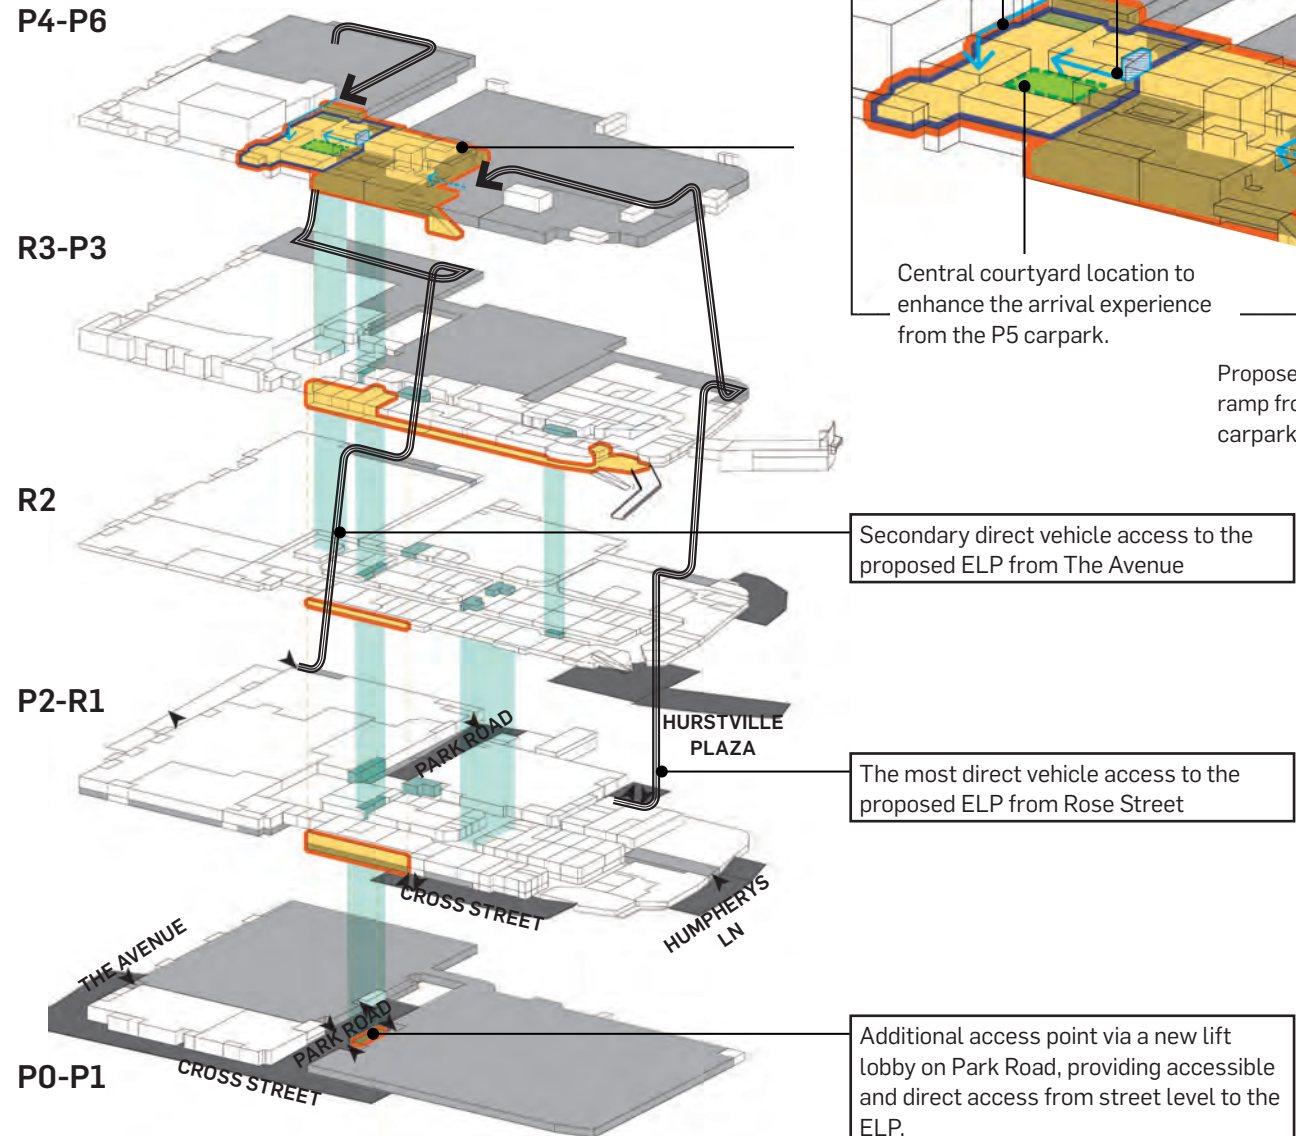 P4-P6
Central courtyard location to
enhance the arrival experience
from the P5 carpark.
R3-P3
carpark
R2
Secondary direct vehicle access to the
proposed ELP from The Avenue
P2-R1
PARK ROAD
HURSTVILLE
PLAZA
The most direct vehicle access to the
proposed ELP from Rose Street
CROSS STREET
HUMPHERYS
LN
THE AVENUE
PARK ROAD
CROSS STREET
P0-P1
Additional access point via a new lift
lobby on Park Road, providing accessible
and direct access from street level to the
ELP.